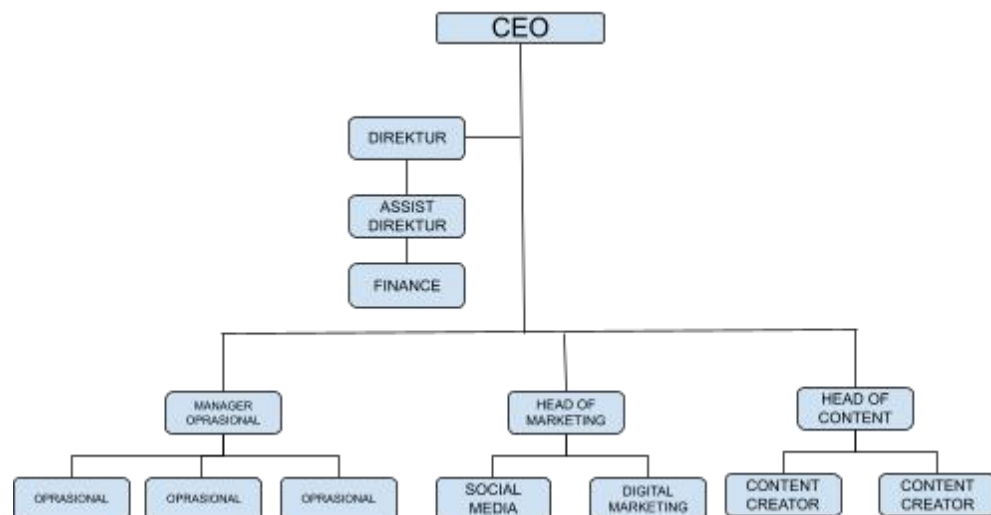 CEO
DIREKTUR
ASSIST
DIREKTUR
FINANCE
MANAGER
OPRASIONAL
HEAD OF
MARKETING
HEAD OF
CONTENT
OPRASIONAL
OPRASIONAL
OPRASIONAL
SOCIAL
MEDIA
DIGITAL
MARKETING
CONTENT
CREATOR
CONTENT
CREATOR